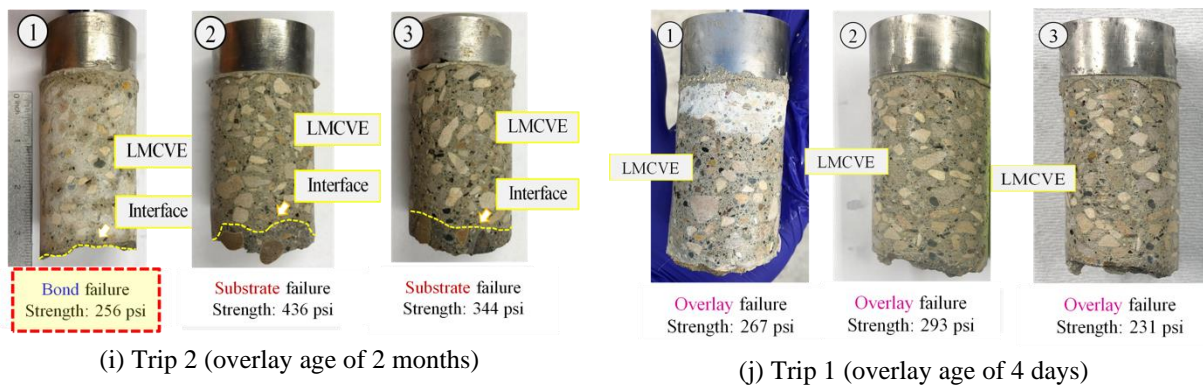 1
LMCVE
Interface
Bond failure
Strength: 256 psi
2
LMCVE
Interface
Substrate failure
Strength: 436 psi
3
LMCVE
Interface
Substrate failure
Strength: 344 psi
(i) Trip 2 (overlay age of 2 months)
1
LMCVE
Overlay failure
Strength: 267 psi
2
LMCVE
Overlay failure
Strength: 293 psi
3
LMCVE
Overlay failure
Strength: 231 psi
(j) Trip 1 (overlay age of 4 days)